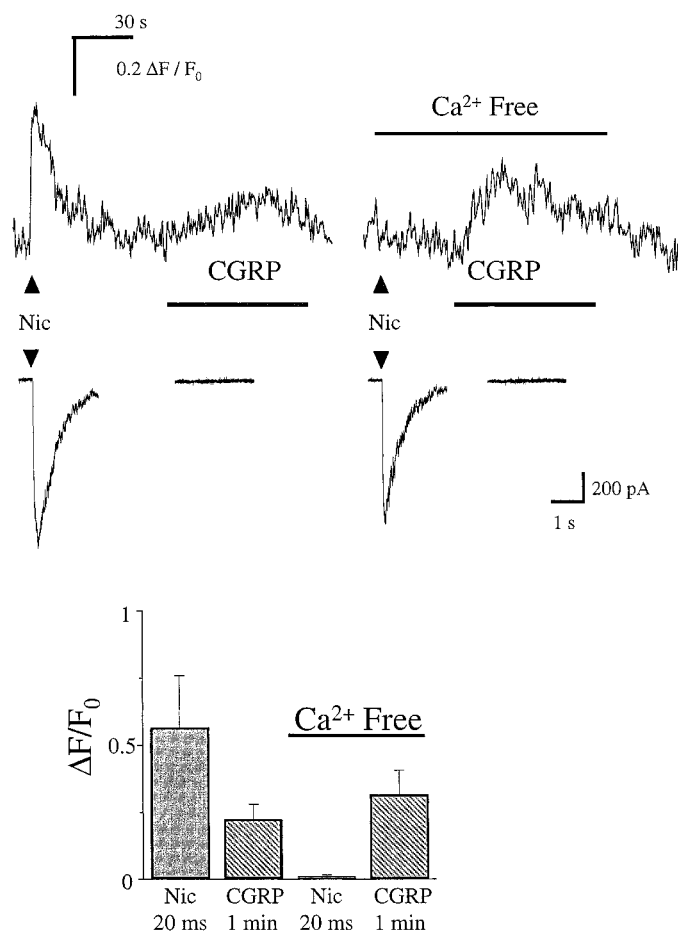 30 s
0.2 ΔF / F₀
Ca²⁺ Free
CGRP
CGRP
Nic
Nic
200 pA
1 s
1
ΔF/F₀
Ca²⁺ Free
0.5
0
Nic CGRP Nic CGRP
20 ms 1 min 20 ms 1 min